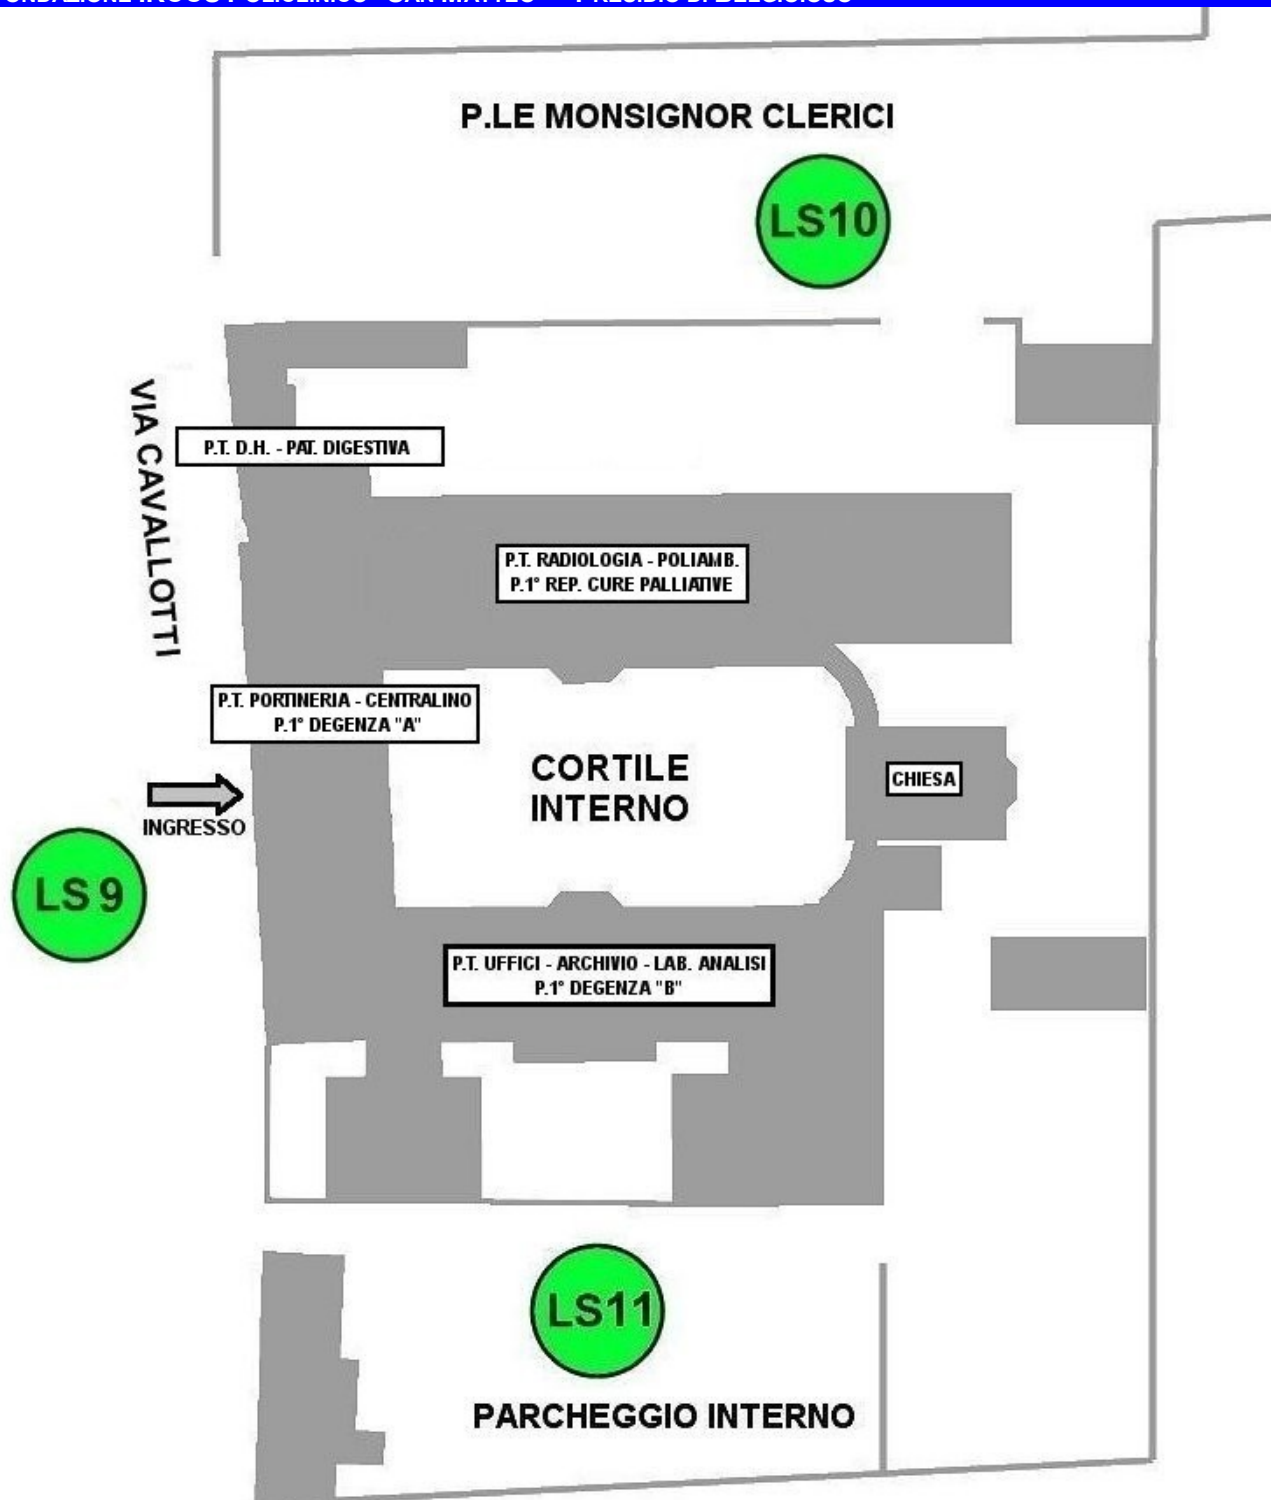 P.LE MONSIGNOR CLERICI
LS10
VIA CAVALLOTTI
P.T. D.H. - PAT. DIGESTIVA
P.T. RADIOLOGIA - POLIAMB.
P.1° REP. CURE PALLIATIVE
P.T. PORTINERIA - CENTRALINO
P.1° DEGENZA "A"
CORTILE
INTERNO
CHIESA
INGRESSO
LS 9
P.T. UFFICI - ARCHIVIO - LAB. ANALISI
P.1° DEGENZA "B"
LS11
PARCHEGGIO INTERNO